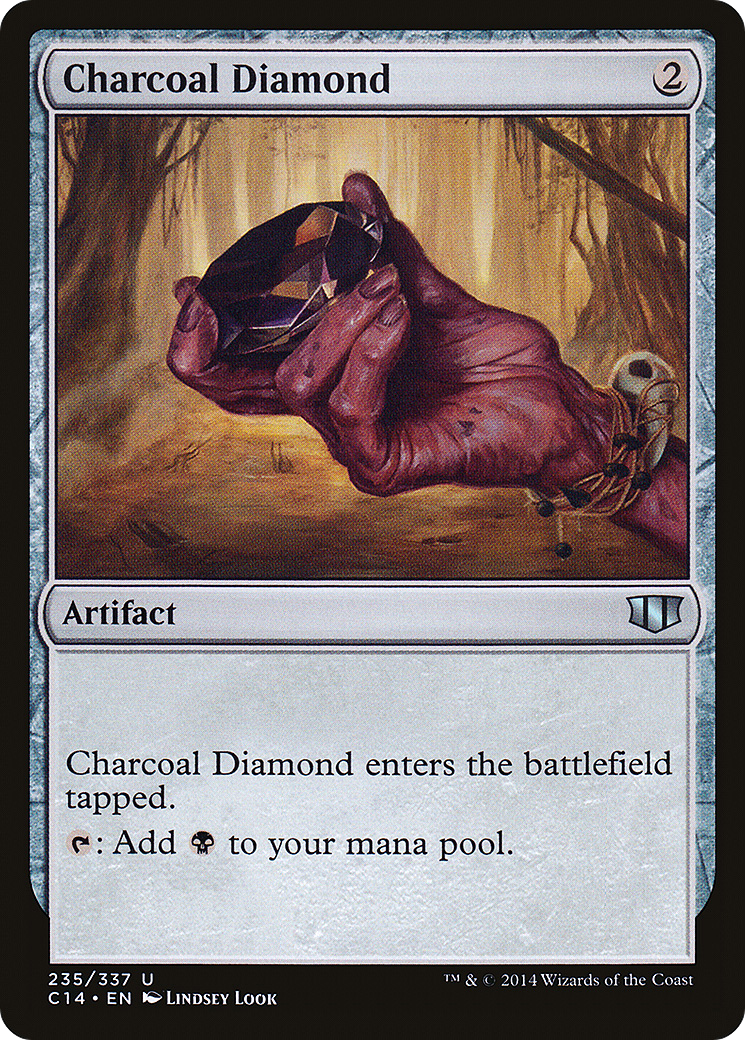 Charcoal Diamond 2
Artifact
Charcoal Diamond enters the battlefield
tapped.
: Add to your mana pool.
235/337 U
C14 • EN Lindsey Look
™ & © 2014 Wizards of the Coast